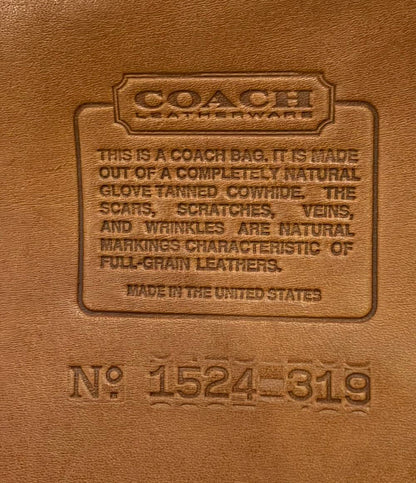 COACH
LEATHERWARE
THIS IS A COACH BAG. IT IS MADE
OUT OF A COMPLETELY NATURAL
GLOVE TANNED COWHIDE. THE
SCARS, SCRATCHES, VEINS,
AND WRINKLES ARE NATURAL
MARKINGS CHARACTERISTIC OF
FULL-GRAIN LEATHERS.
MADE IN THE UNITED STATES
Nº 1524-319